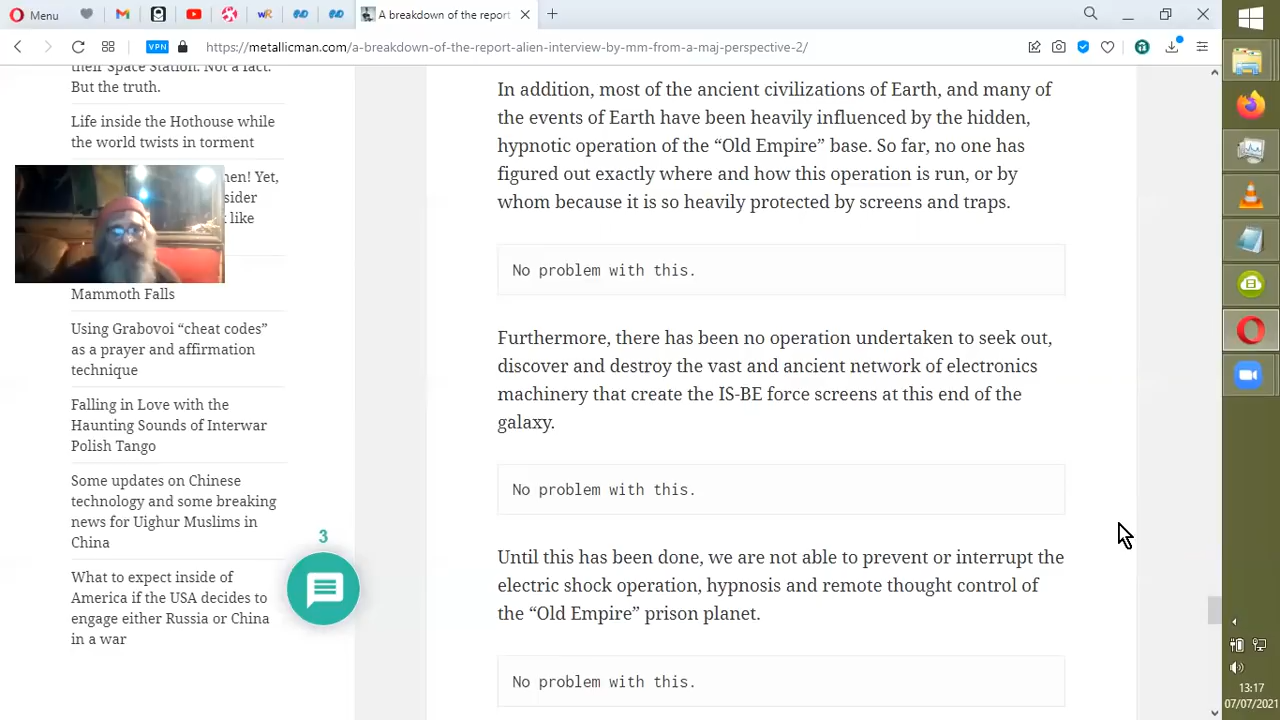 Menu
A breakdown of the report
VPN
https://metallicman.com/a-breakdown-of-the-report-alien-interview-by-mm-from-a-maj-perspective-2/
their Space Station. Not a fact.
But the truth.
Life inside the Hothouse while
the world twists in torment
nen! Yet,
sider
like
Mammoth Falls
Using Grabovoi “cheat codes”
as a prayer and affirmation
technique
Falling in Love with the
Haunting Sounds of Interwar
Polish Tango
Some updates on Chinese
technology and some breaking
news for Uighur Muslims in
China
What to expect inside of
America if the USA decides to
engage either Russia or China
in a war
3
In addition, most of the ancient civilizations of Earth, and many of
the events of Earth have been heavily influenced by the hidden,
hypnotic operation of the “Old Empire” base. So far, no one has
figured out exactly where and how this operation is run, or by
whom because it is so heavily protected by screens and traps.
No problem with this.
Furthermore, there has been no operation undertaken to seek out,
discover and destroy the vast and ancient network of electronics
machinery that create the IS-BE force screens at this end of the
galaxy.
No problem with this.
Until this has been done, we are not able to prevent or interrupt the
electric shock operation, hypnosis and remote thought control of
the “Old Empire” prison planet.
No problem with this.
13:17
07/07/2021